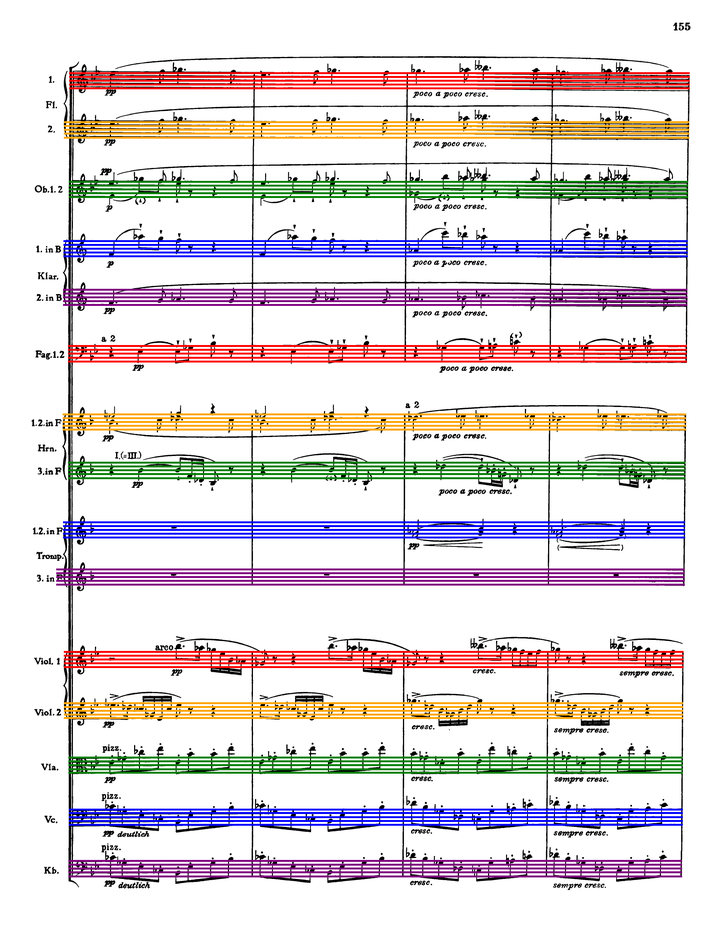 155
1.
pp
poco a poco cresc.
Fl.
2.
pp
poco a poco cresc.
pp
Ob.1.2
p
poco a poco cresc.
1. in B
p
poco a poco cresc.
Klar.
2. in B
pp
poco a poco cresc.
a 2
Fag.1.2
pp
poco a poco cresc.
a 2
1.2. in F
pp
poco a poco cresc.
Hrn.
I.(=III.)
3. in F
pp
poco a poco cresc.
1.2. in F
pp
Tromp.
3. in
arco
Viol. 1
pp
cresc.
sempre cresc.
Viol. 2
pp
cresc.
sempre cresc.
pizz.
Vla.
pp
cresc.
sempre cresc.
pizz.
Vc.
pp deutlich
cresc.
sempre cresc.
pizz.
Kb.
pp deutlich
cresc.
sempre cresc.